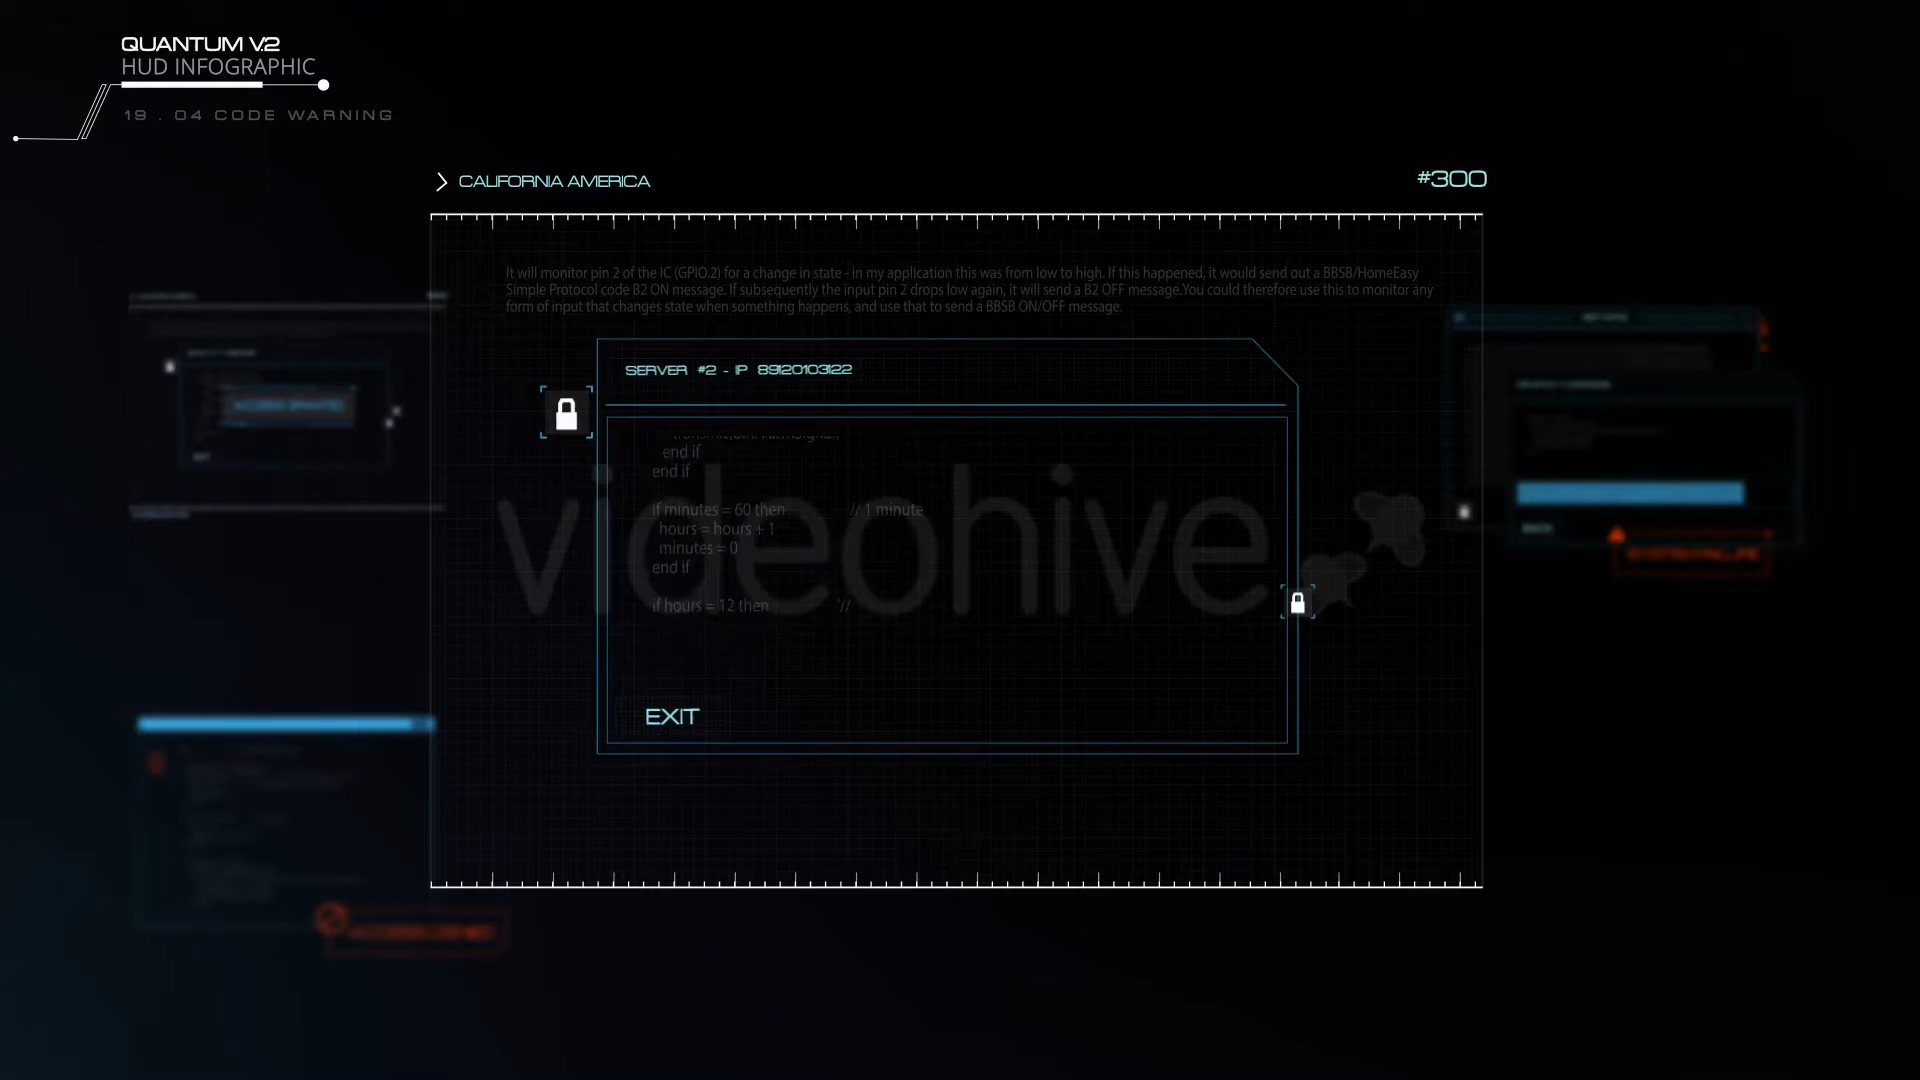 QUANTUM V.2
HUD INFOGRAPHIC
19 . 04 CODE WARNING
CALIFORNIA AMERICA
#300
It will monitor pin 2 of the IC (GPIO.2) for a change in state - in my application this was from low to high. If this happened, it would send out a BBSB/HomeEasy
Simple Protocol code B2 ON message. If subsequently the input pin 2 drops low again, it will send a B2 OFF message.You could therefore use this to monitor any
form of input that changes state when something happens, and use that to send a BBSB ON/OFF message.
SERVER #2 - IP 89120103122
end if
end if
if minutes = 60 then // 1 minute
hours = hours + 1
minutes = 0
end if
if hours = 12 then '//
videohive
EXIT